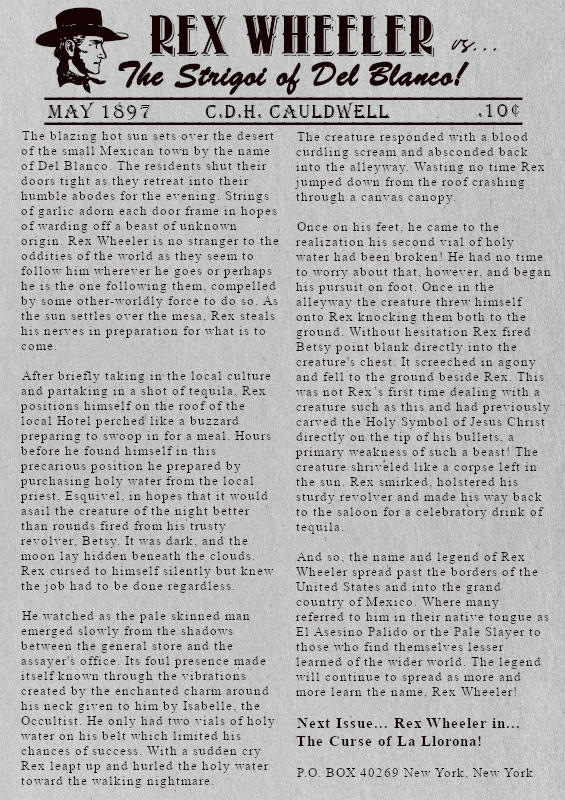 REX WHEELER vs...
The Strigoi of Del Blanco!
MAY 1897 C.D.H. CAULDWELL .10¢
The blazing hot sun sets over the desert
of the small Mexican town by the name
of Del Blanco. The residents shut their
doors tight as they retreat into their
humble abodes for the evening. Strings
of garlic adorn each door frame in hopes
of warding off a beast of unknown
origin. Rex Wheeler is no stranger to the
oddities of the world as they seem to
follow him wherever he goes or perhaps
he is the one following them, compelled
by some other-worldly force to do so. As
the sun settles over the mesa, Rex steals
his nerves in preparation for what is to
come.
After briefly taking in the local culture
and partaking in a shot of tequila, Rex
positions himself on the roof of the
local Hotel perched like a buzzard
preparing to swoop in for a meal. Hours
before he found himself in this
precarious position he prepared by
purchasing holy water from the local
priest, Esquivel, in hopes that it would
asail the creature of the night better
than rounds fired from his trusty
revolver, Betsy. It was dark, and the
moon lay hidden beneath the clouds.
Rex cursed to himself silently but knew
the job had to be done regardless.
He watched as the pale skinned man
emerged slowly from the shadows
between the general store and the
assayer's office. Its foul presence made
itself known through the vibrations
created by the enchanted charm around
his neck given to him by Isabelle, the
Occultist. He only had two vials of holy
water on his belt which limited his
chances of success. With a sudden cry
Rex leapt up and hurled the holy water
toward the walking nightmare.
The creature responded with a blood
curdling scream and absconded back
into the alleyway. Wasting no time Rex
jumped down from the roof crashing
through a canvas canopy.
Once on his feet, he came to the
realization his second vial of holy
water had been broken! He had no time
to worry about that, however, and began
his pursuit on foot. Once in the
alleyway the creature threw himself
onto Rex knocking them both to the
ground. Without hesitation Rex fired
Betsy point blank directly into the
creature's chest. It screeched in agony
and fell to the ground beside Rex. This
was not Rex's first time dealing with a
creature such as this and had previously
carved the Holy Symbol of Jesus Christ
directly on the tip of his bullets, a
primary weakness of such a beast! The
creature shriveled like a corpse left in
the sun. Rex smirked, holstered his
sturdy revolver and made his way back
to the saloon for a celebratory drink of
tequila.
And so, the name and legend of Rex
Wheeler spread past the borders of the
United States and into the grand
country of Mexico. Where many
referred to him in their native tongue as
El Asesino Palido or the Pale Slayer to
those who find themselves lesser
learned of the wider world. The legend
will continue to spread as more and
more learn the name, Rex Wheeler!
Next Issue... Rex Wheeler in...
The Curse of La Llorona!
P.O. BOX 40269 New York, New York